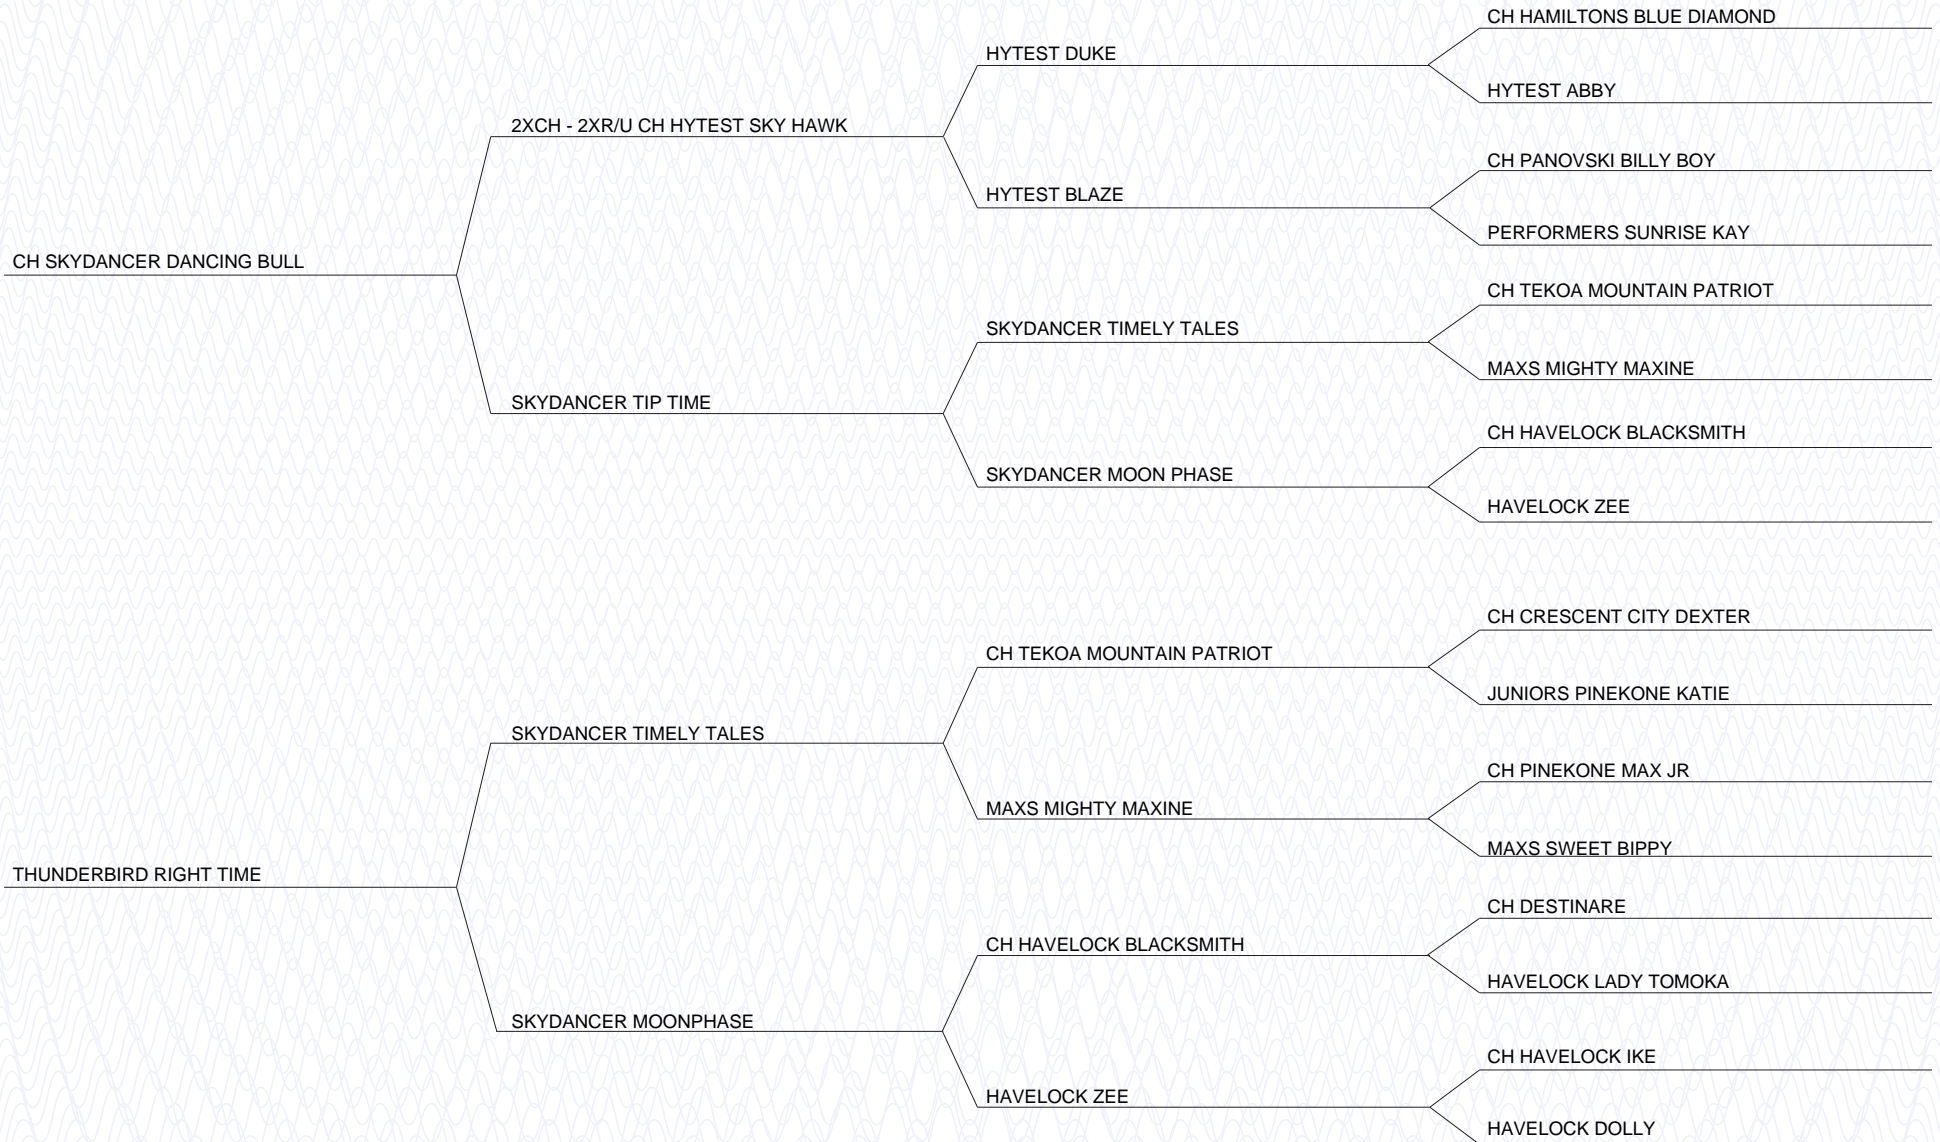 CH HAMILTONS BLUE DIAMOND
HYTEST DUKE
HYTEST ABBY
2XCH - 2XR/U CH HYTEST SKY HAWK
CH PANOVSKI BILLY BOY
HYTEST BLAZE
PERFORMERS SUNRISE KAY
CH SKYDANCER DANCING BULL
CH TEKOA MOUNTAIN PATRIOT
SKYDANCER TIMELY TALES
MAXS MIGHTY MAXINE
SKYDANCER TIP TIME
CH HAVELOCK BLACKSMITH
SKYDANCER MOON PHASE
HAVELOCK ZEE
CH CRESCENT CITY DEXTER
CH TEKOA MOUNTAIN PATRIOT
JUNIORS PINEKONE KATIE
SKYDANCER TIMELY TALES
CH PINEKONE MAX JR
MAXS MIGHTY MAXINE
MAXS SWEET BIPPY
THUNDERBIRD RIGHT TIME
CH DESTINARE
CH HAVELOCK BLACKSMITH
HAVELOCK LADY TOMOKA
SKYDANCER MOONPHASE
CH HAVELOCK IKE
HAVELOCK ZEE
HAVELOCK DOLLY